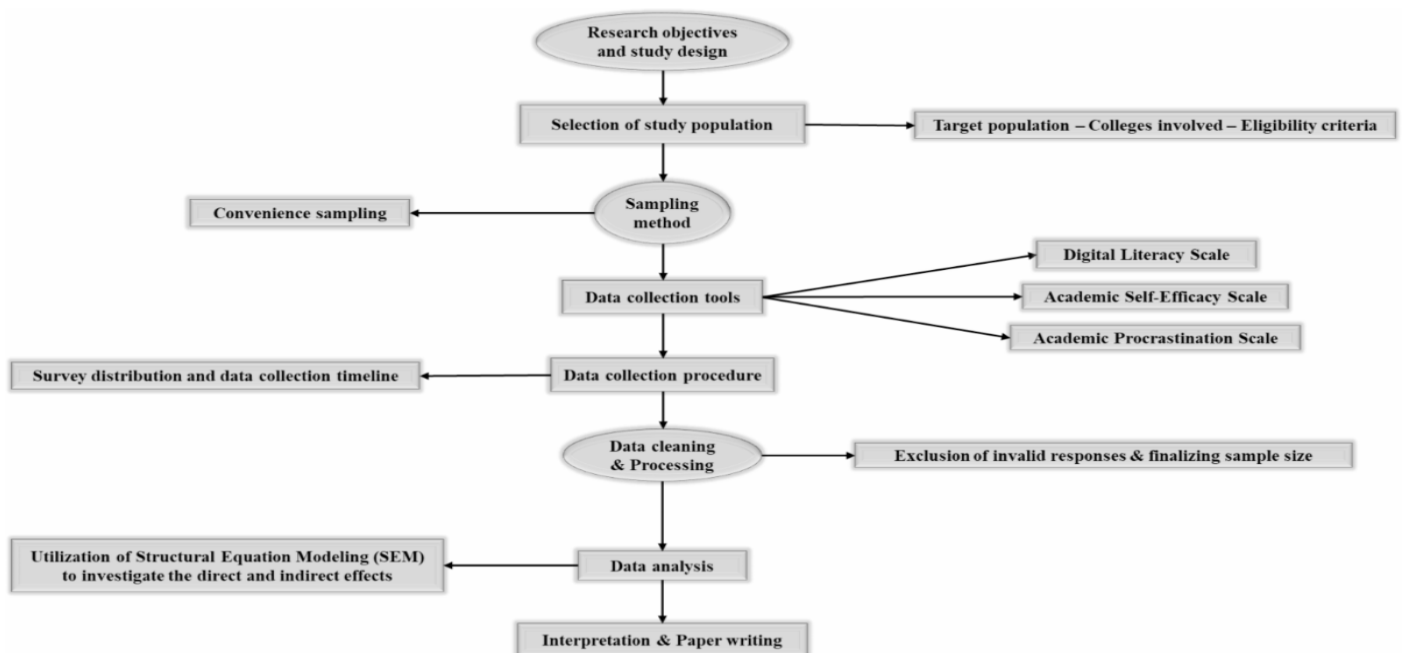 Research objectives
and study design
Selection of study population
Target population – Colleges involved – Eligibility criteria
Sampling
method
Convenience sampling
Data collection tools
Digital Literacy Scale
Academic Self-Efficacy Scale
Academic Procrastination Scale
Data collection procedure
Survey distribution and data collection timeline
Data cleaning
& Processing
Exclusion of invalid responses & finalizing sample size
Data analysis
Utilization of Structural Equation Modeling (SEM)
to investigate the direct and indirect effects
Interpretation & Paper writing